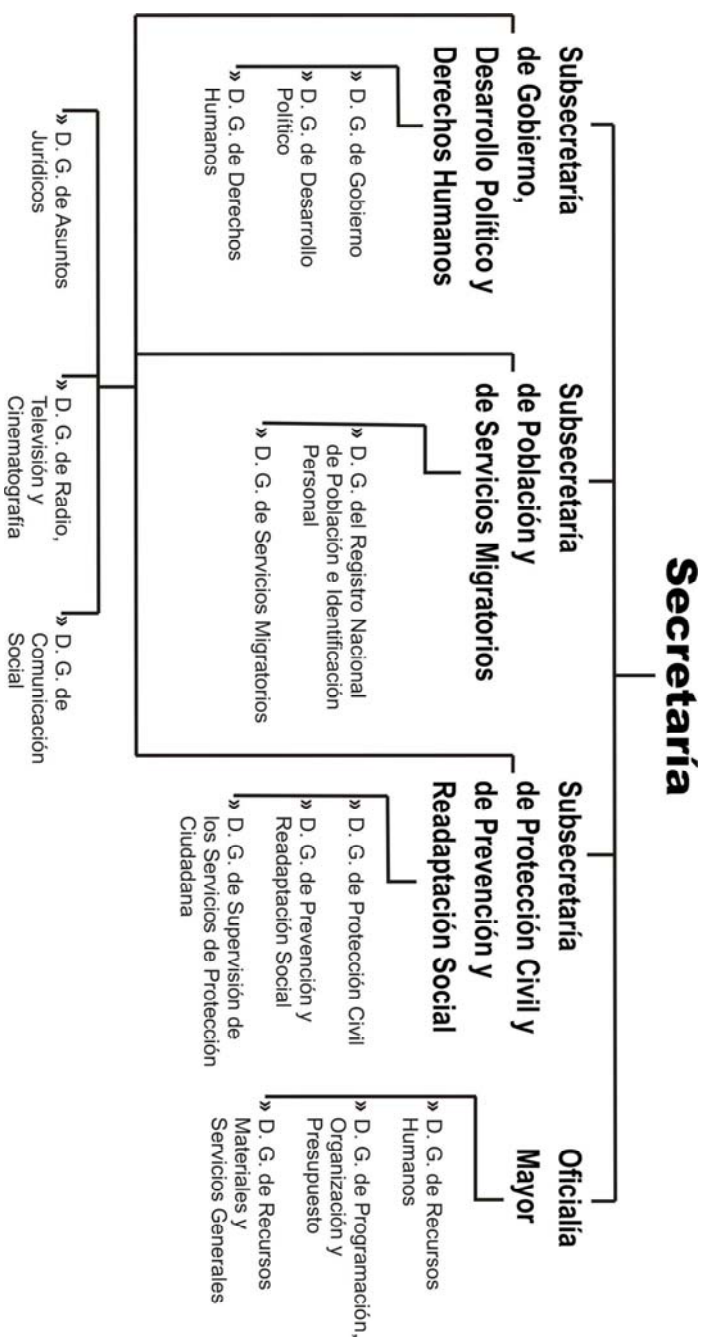 Secretaría
Subsecretaría
de Gobierno,
Desarrollo Político y
Derechos Humanos
» D. G. de Gobierno
» D. G. de Desarrollo
Político
» D. G. de Derechos
Humanos
Subsecretaría
de Población y
de Servicios Migratorios
» D. G. del Registro Nacional
de Población e Identificación
Personal
» D. G. de Servicios Migratorios
Subsecretaría
de Protección Civil y
de Prevención y
Readaptación Social
» D. G. de Protección Civil
» D. G. de Prevención y
Readaptación Social
» D. G. de Supervisión de
los Servicios de Protección
Ciudadana
Oficialía
Mayor
» D. G. de Recursos
Humanos
» D. G. de Programación,
Organización y
Presupuesto
» D. G. de Recursos
Materiales y
Servicios Generales
» D. G. de Asuntos
Jurídicos
» D. G. de Radio,
Televisión y
Cinematografía
» D. G. de
Comunicación
Social